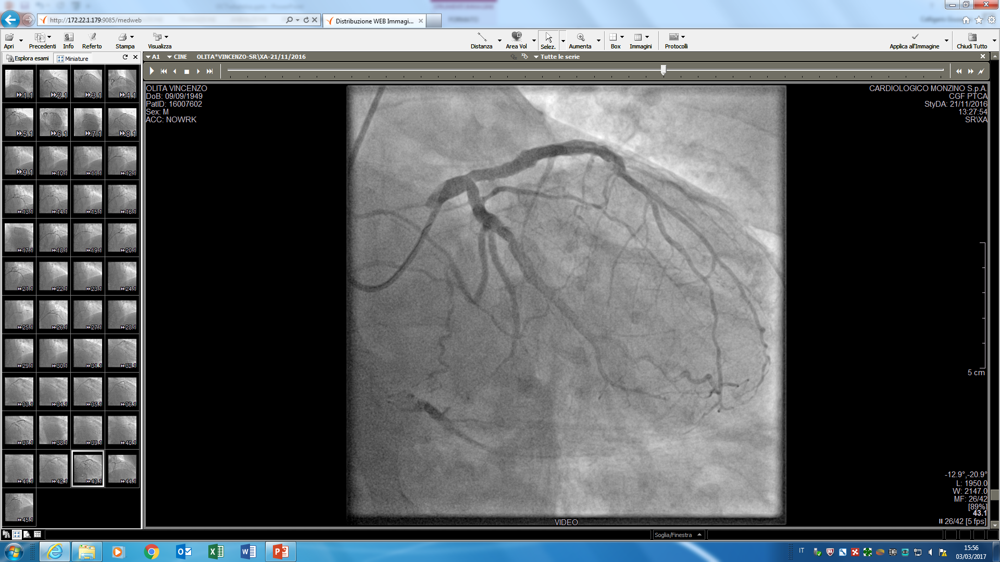 http://172.22.1.179:9085/medweb
Distribuzione WEB Immagi...
Apri
Precedenti
Info
Referto
Stampa
Visualizza
Distanza
Area Vol
Selez.
Aumenta
Box
Immagini
Protocolli
Applica all'Immagine
Chiudi Tutto
Esplora esami
Miniature
A1 CINE OLITA*VINCENZO-SR\XA-21/11/2016
Tutte le serie
OLITA VINCENZO
DoB: 09/09/1949
PatID: 16007602
Sex: M
ACC: NOWRK
CARDIOLOGICO MONZINO S.p.A.
CGF PTCA
StyDA: 21/11/2016
13:27:54
SR\XA
1.1 2.1 3.1 4.1
5.1 6.1 7.1 8.1
9.1 10.1 11.1 12.1
13.1 14.1 15.1 16.1
17.1 18.1 19.1 20.1
21.1 22.1 23.1 24.1
25.1 26.1 27.1 28.1
29.1 30.1 31.1 32.1
33.1 34.1 35.1 36.1
37.1 38.1 39.1 40.1
41.1 42.1 43.1 44.1
45.1
5 cm
-12.9°,-20.9°
L: 1950.0
W: 2147.0
MF: 26/42
[89%]
43.1
26/42 [5 fps]
VIDEO
Soglia/Finestra
IT
15:56
03/03/2017